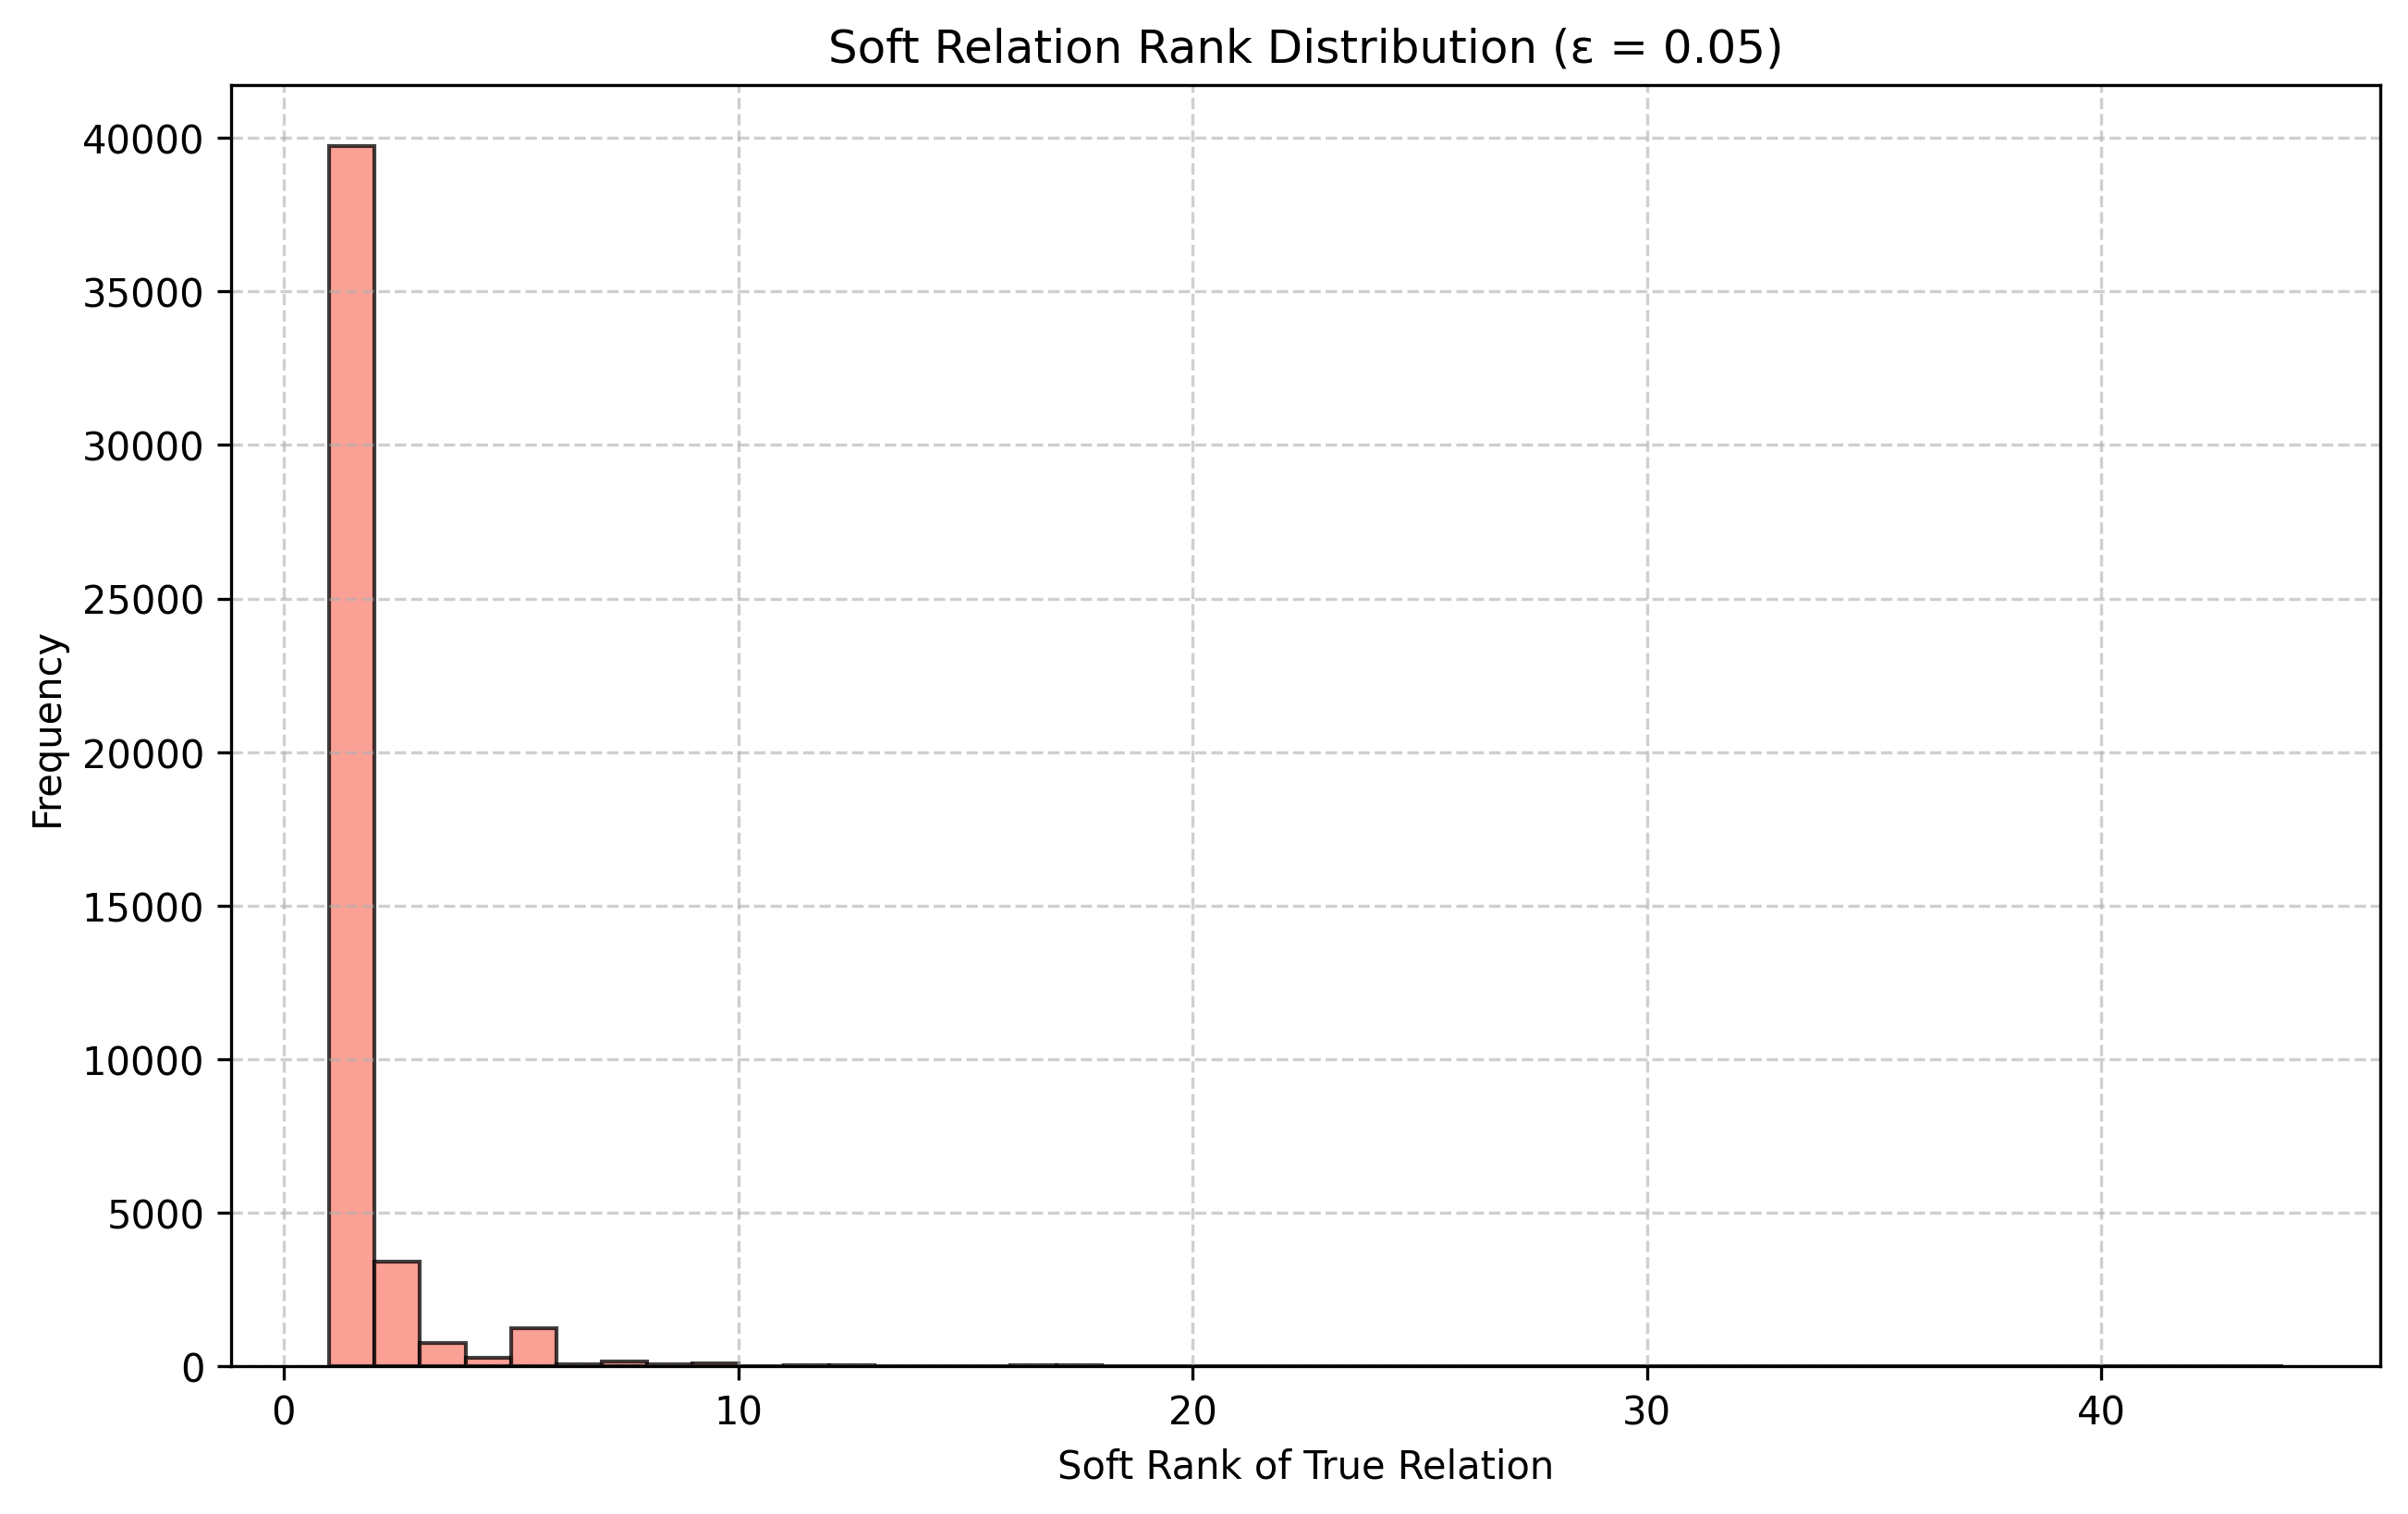 Soft Relation Rank Distribution (ε = 0.05)
Frequency
40000
35000
30000
25000
20000
15000
10000
5000
0
0 10 20 30 40
Soft Rank of True Relation